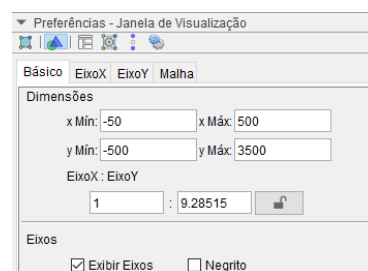 Preferências - Janela de Visualização
Básico EixoX EixoY Malha
Dimensões
x Mín: -50 x Máx: 500
y Mín: -500 y Máx: 3500
EixoX : EixoY
1 : 9.28515
Eixos
Exibir Eixos Negrito